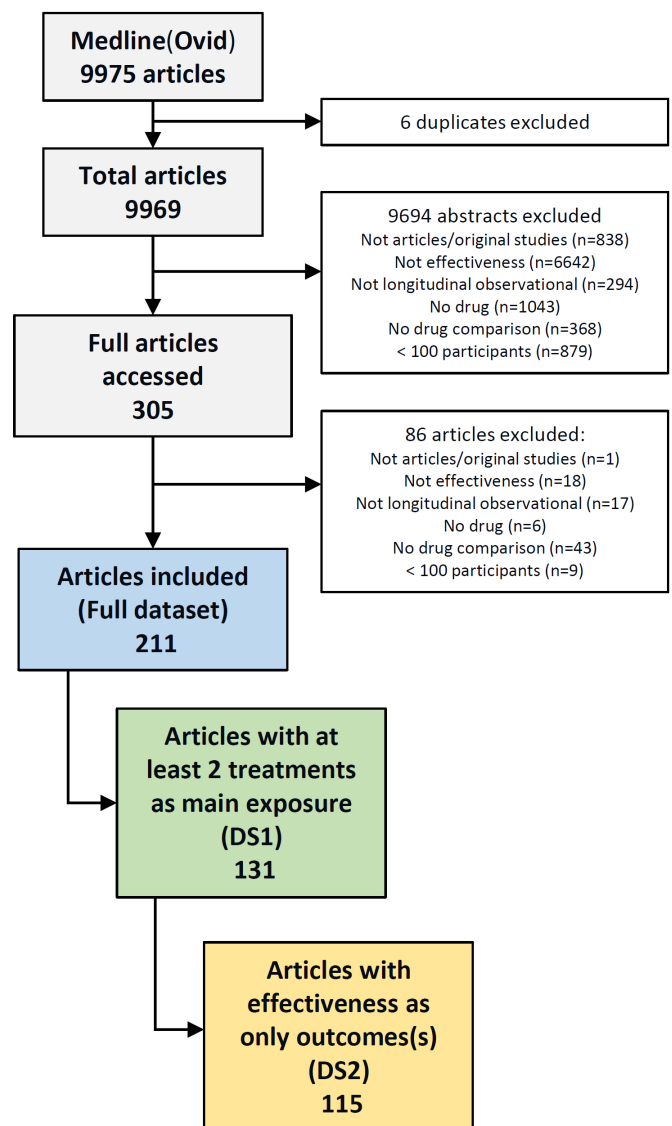 Medline(Ovid)
9975 articles
6 duplicates excluded
Total articles
9969
9694 abstracts excluded
Not articles/original studies (n=838)
Not effectiveness (n=6642)
Not longitudinal observational (n=294)
No drug (n=1043)
No drug comparison (n=368)
< 100 participants (n=879)
Full articles
accessed
305
86 articles excluded:
Not articles/original studies (n=1)
Not effectiveness (n=18)
Not longitudinal observational (n=17)
No drug (n=6)
No drug comparison (n=43)
< 100 participants (n=9)
Articles included
(Full dataset)
211
Articles with at
least 2 treatments
as main exposure
(DS1)
131
Articles with
effectiveness as
only outcomes(s)
(DS2)
115